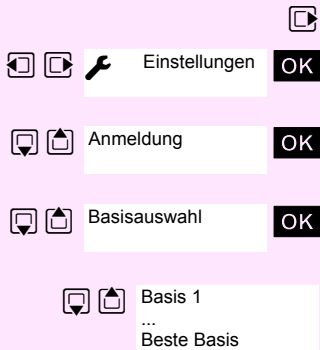 Einstellungen OK
Anmeldung OK
Basisauswahl OK
Basis 1
...
Beste Basis